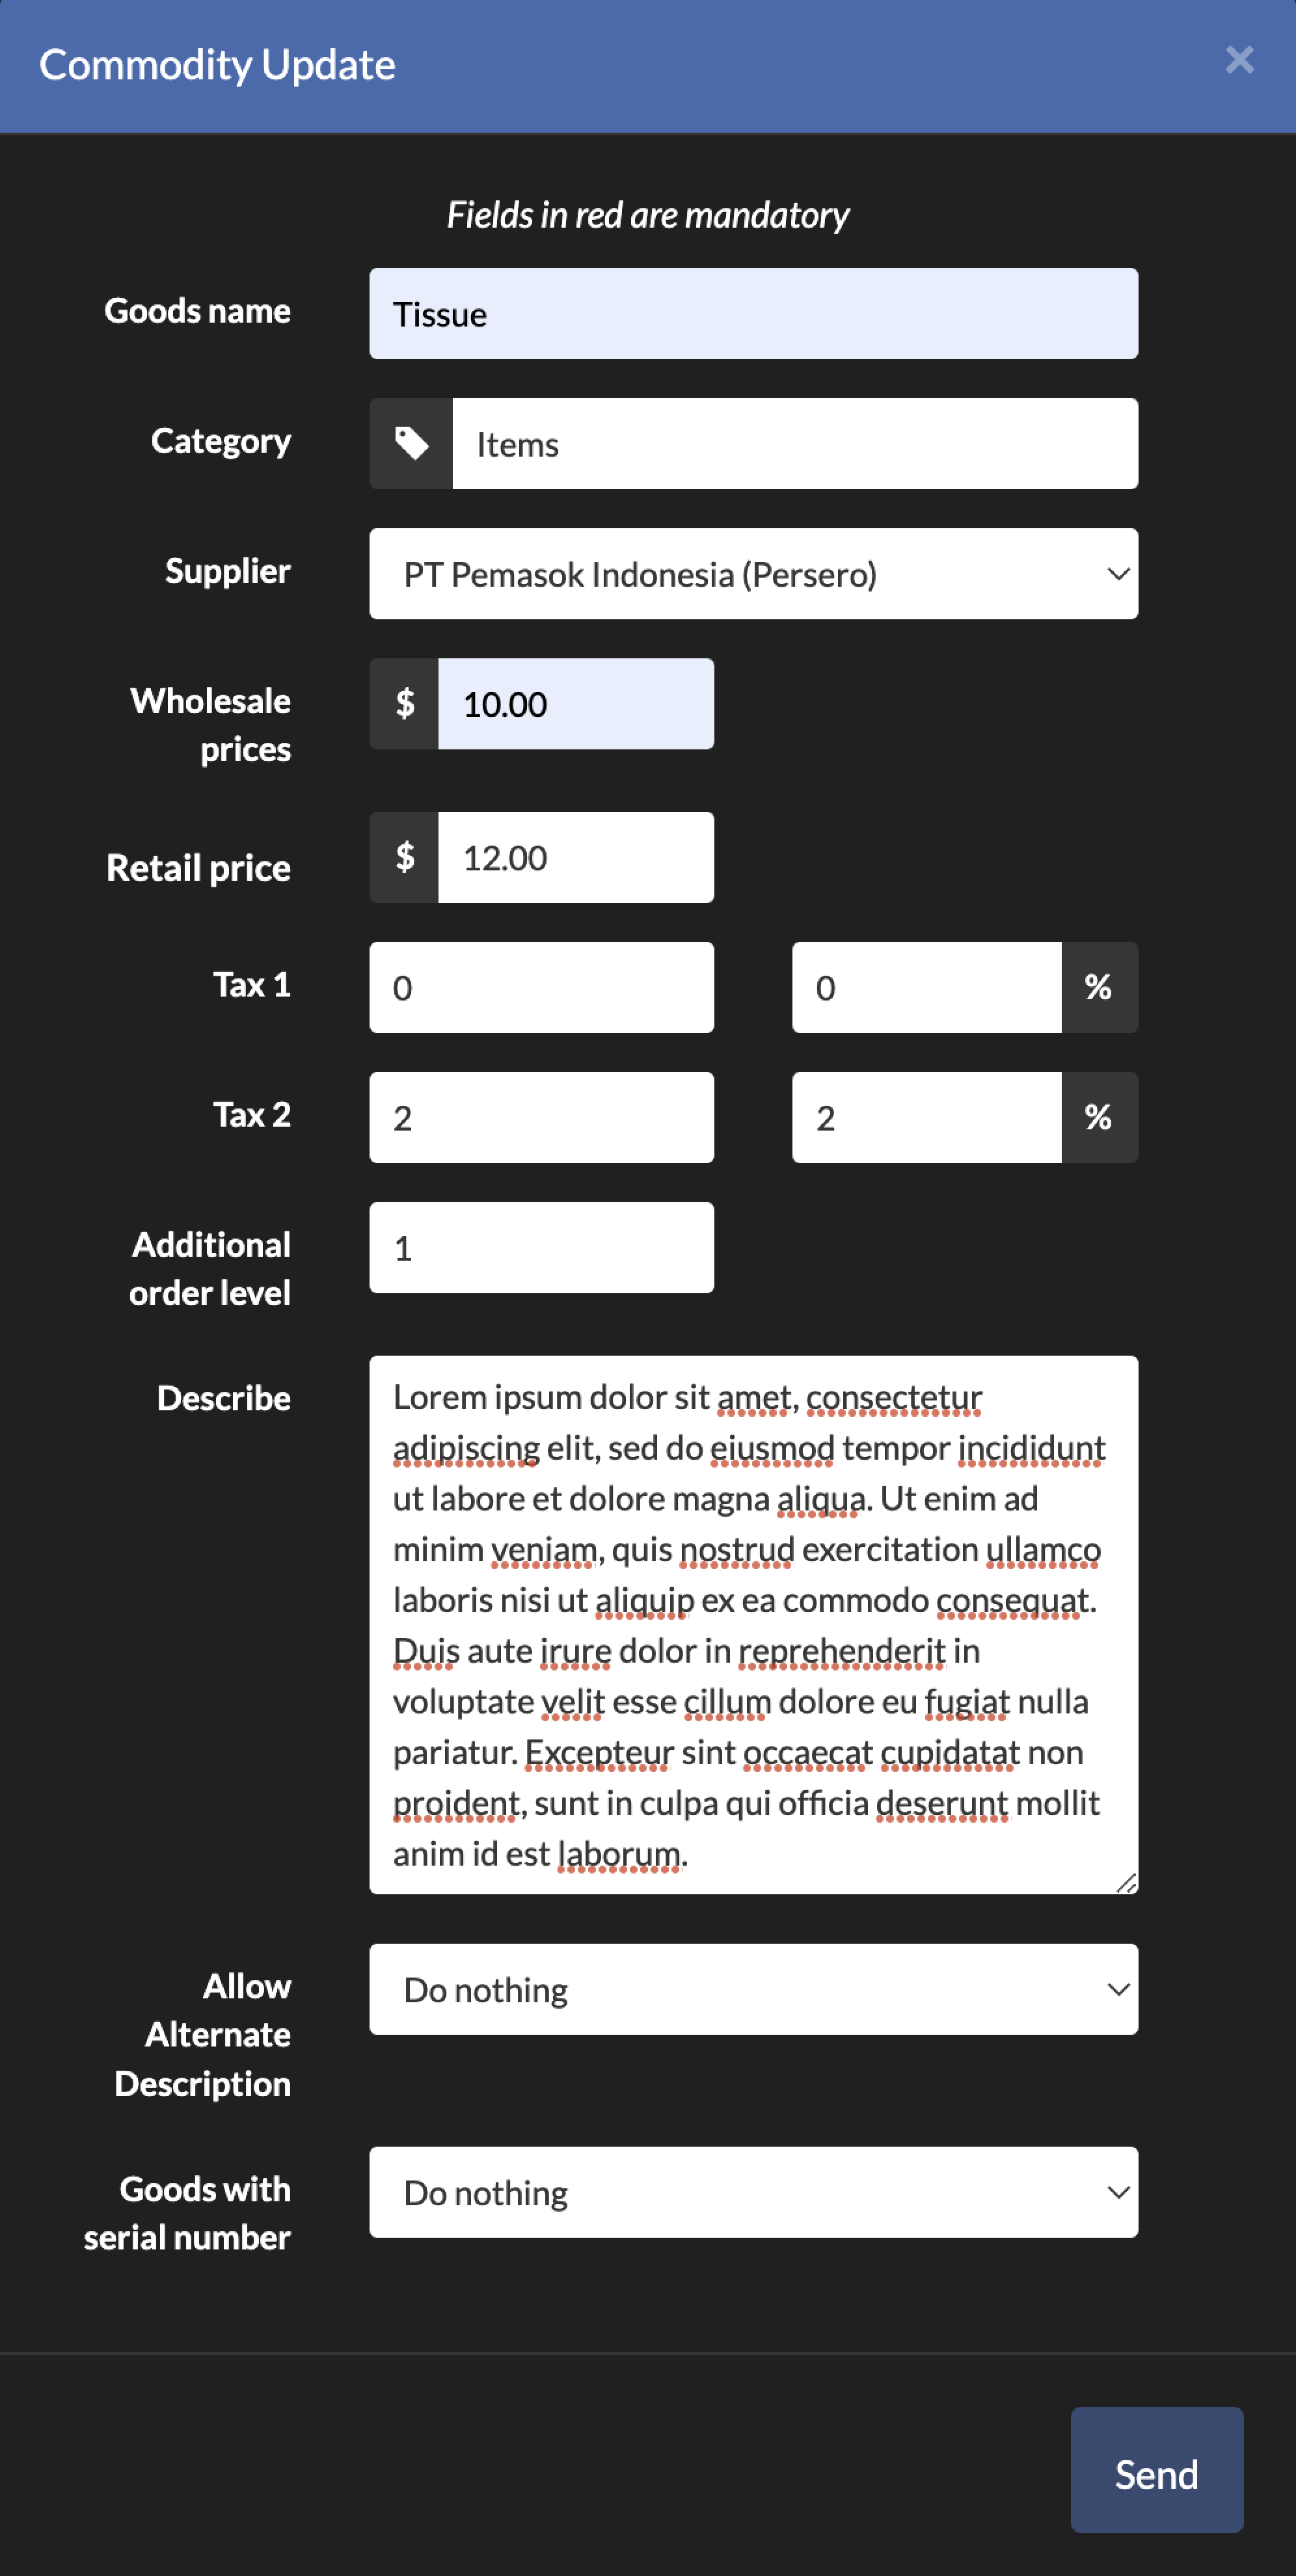 Commodity Update
×
Fields in red are mandatory
Goods name
Tissue
Category
Items
Supplier
PT Pemasok Indonesia (Persero)
Wholesale
prices
$ 10.00
Retail price
$ 12.00
Tax 1
0
0 %
Tax 2
2
2 %
Additional
order level
1
Describe
Lorem ipsum dolor sit amet, consectetur
adipiscing elit, sed do eiusmod tempor incididunt
ut labore et dolore magna aliqua. Ut enim ad
minim veniam, quis nostrud exercitation ullamco
laboris nisi ut aliquip ex ea commodo consequat.
Duis aute irure dolor in reprehenderit in
voluptate velit esse cillum dolore eu fugiat nulla
pariatur. Excepteur sint occaecat cupidatat non
proident, sunt in culpa qui officia deserunt mollit
anim id est laborum.
Allow
Alternate
Description
Do nothing
Goods with
serial number
Do nothing
Send